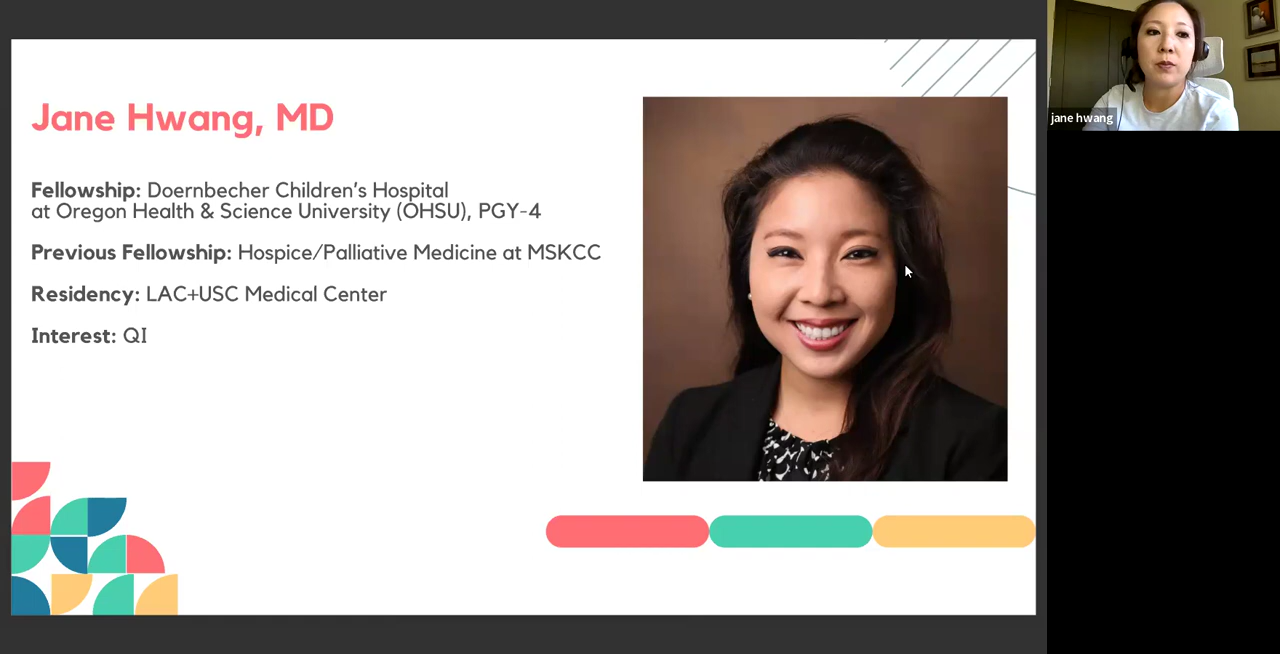 Jane Hwang, MD
Fellowship: Doernbecher Children’s Hospital
at Oregon Health & Science University (OHSU), PGY-4
Previous Fellowship: Hospice/Palliative Medicine at MSKCC
Residency: LAC+USC Medical Center
Interest: QI
jane hwang